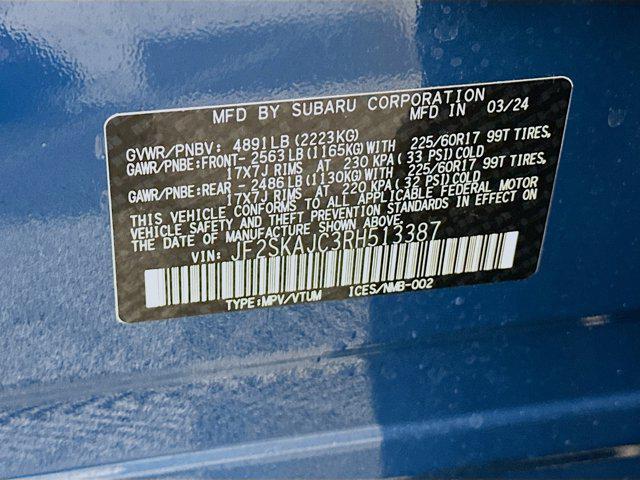 MFD BY SUBARU CORPORATION
MFD IN 03/24
GVWR/PNBV: 4891LB(2223KG)
GAWR/PNBE:FRONT- 2563LB(1165KG)WITH 225/60R17 99T TIRES,
17X7J RIMS AT 230 KPA(33 PSI)COLD
GAWR/PNBE:REAR -2486LB(1130KG)WITH 225/60R17 99T TIRES,
17X7J RIMS AT 220 KPA(32 PSI)COLD
THIS VEHICLE CONFORMS TO ALL APPLICABLE FEDERAL MOTOR
VEHICLE SAFETY AND THEFT PREVENTION STANDARDS IN EFFECT ON
THE DATE OF MANUFACTURE SHOWN ABOVE.
VIN: JF2SKAJC3RH513387
TYPE:MPV/VTUM ICES/NMB-002